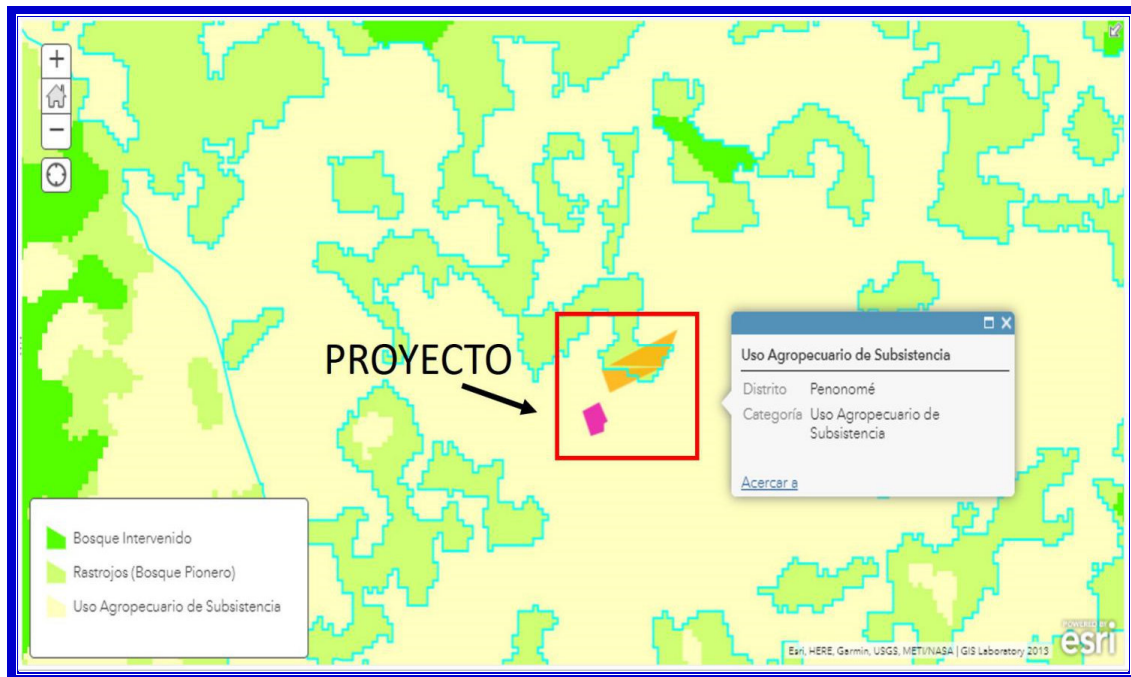 +
−
PROYECTO
Uso Agropecuario de Subsistencia
Distrito Penonomé
Categoría Uso Agropecuario de
Subsistencia
Acercar a
Bosque Intervenido
Rastrojos (Bosque Pionero)
Uso Agropecuario de Subsistencia
Esri, HERE, Garmin, USGS, METI/NASA | GIS Laboratory 2013
POWERED BY
esri